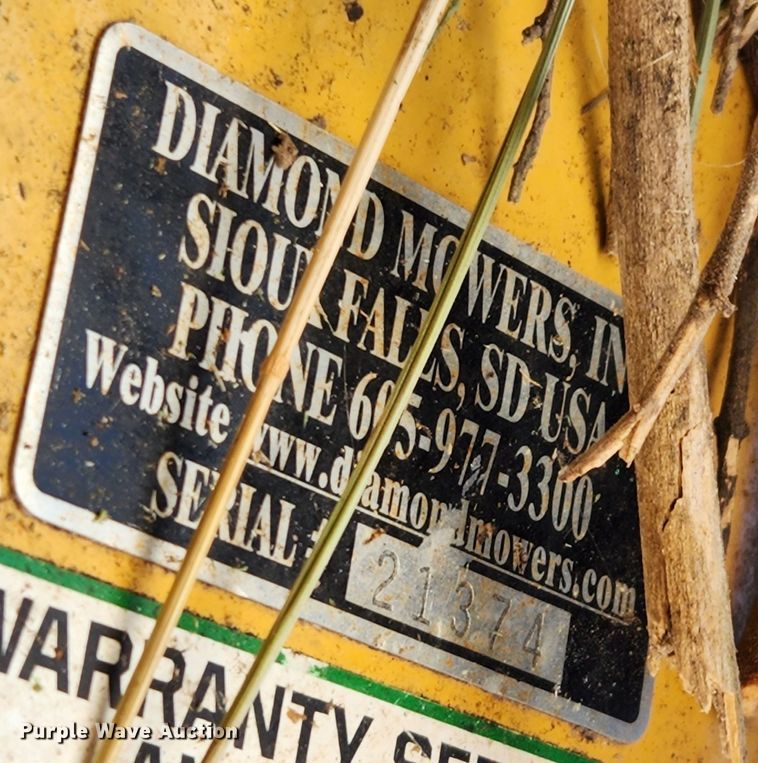 DIAMOND MOWERS, IN
SIOUX FALLS, SD USA
PHONE 605-977-3300
Website www.diamondmowers.com
SERIAL #
21374
WARRANTY
Purple Wave Auction